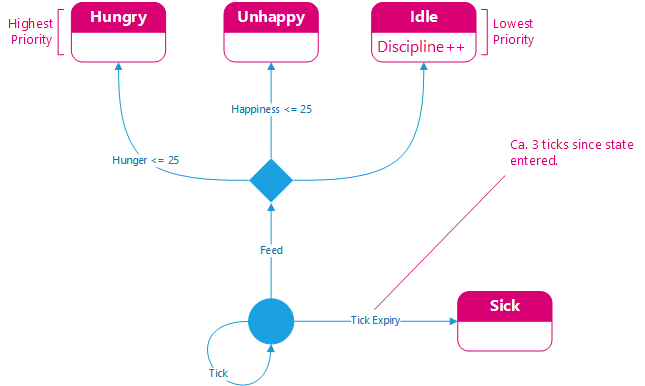 Highest
Priority
Hungry
Unhappy
Idle
Discipline++
Lowest
Priority
Happiness <= 25
Hunger <= 25
Ca. 3 ticks since state
entered.
Feed
Tick Expiry
Sick
Tick